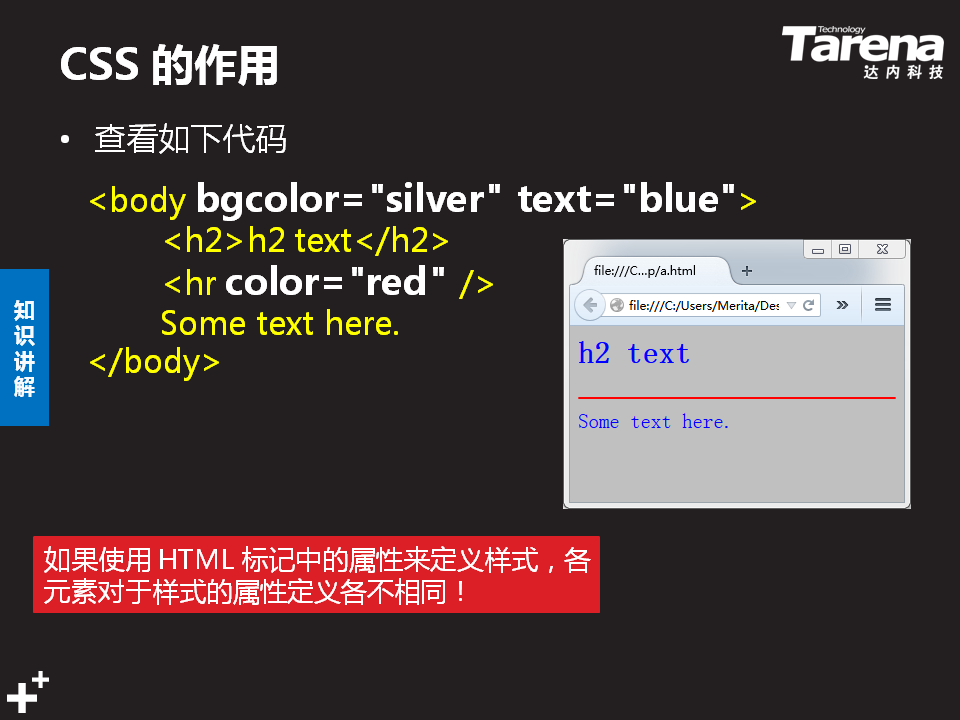 CSS 的作用
Technology
Tarena
达内科技
• 查看如下代码
<body bgcolor="silver" text="blue">
<h2>h2 text</h2>
<hr color="red" />
Some text here.
</body>
知识讲解
file:///C...p/a.html
file:///C:/Users/Merita/Des
h2 text
Some text here.
如果使用 HTML 标记中的属性来定义样式，各
元素对于样式的属性定义各不相同！